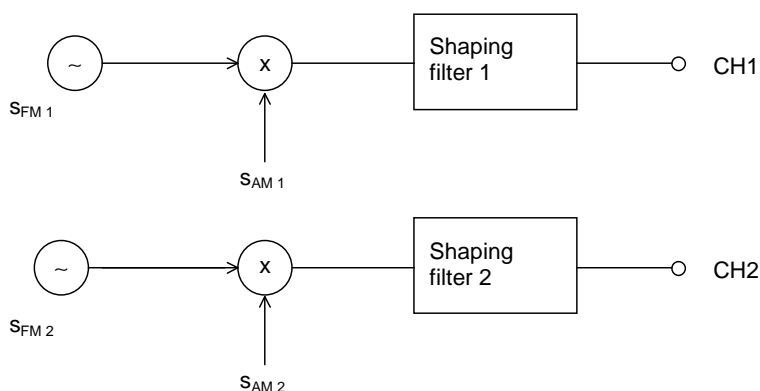 ~
x
Shaping
filter 1
CH1
sFM 1
sAM 1
~
x
Shaping
filter 2
CH2
sFM 2
sAM 2